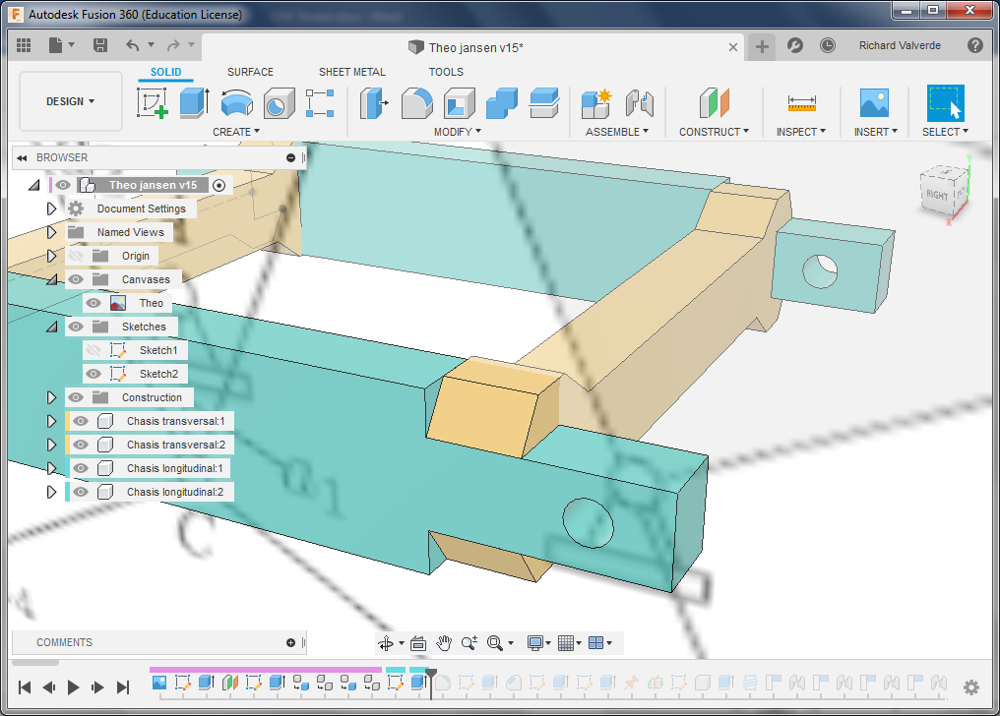 Autodesk Fusion 360 (Education License)
Theo jansen v15*
Richard Valverde
DESIGN
SOLID SURFACE SHEET METAL TOOLS
CREATE MODIFY ASSEMBLE CONSTRUCT INSPECT INSERT SELECT
BROWSER
Theo jansen v15
Document Settings
Named Views
Origin
Canvases
Theo
Sketches
Sketch1
Sketch2
Construction
Chasis transversal:1
Chasis transversal:2
Chasis longitudinal:1
Chasis longitudinal:2
RIGHT
C
COMMENTS